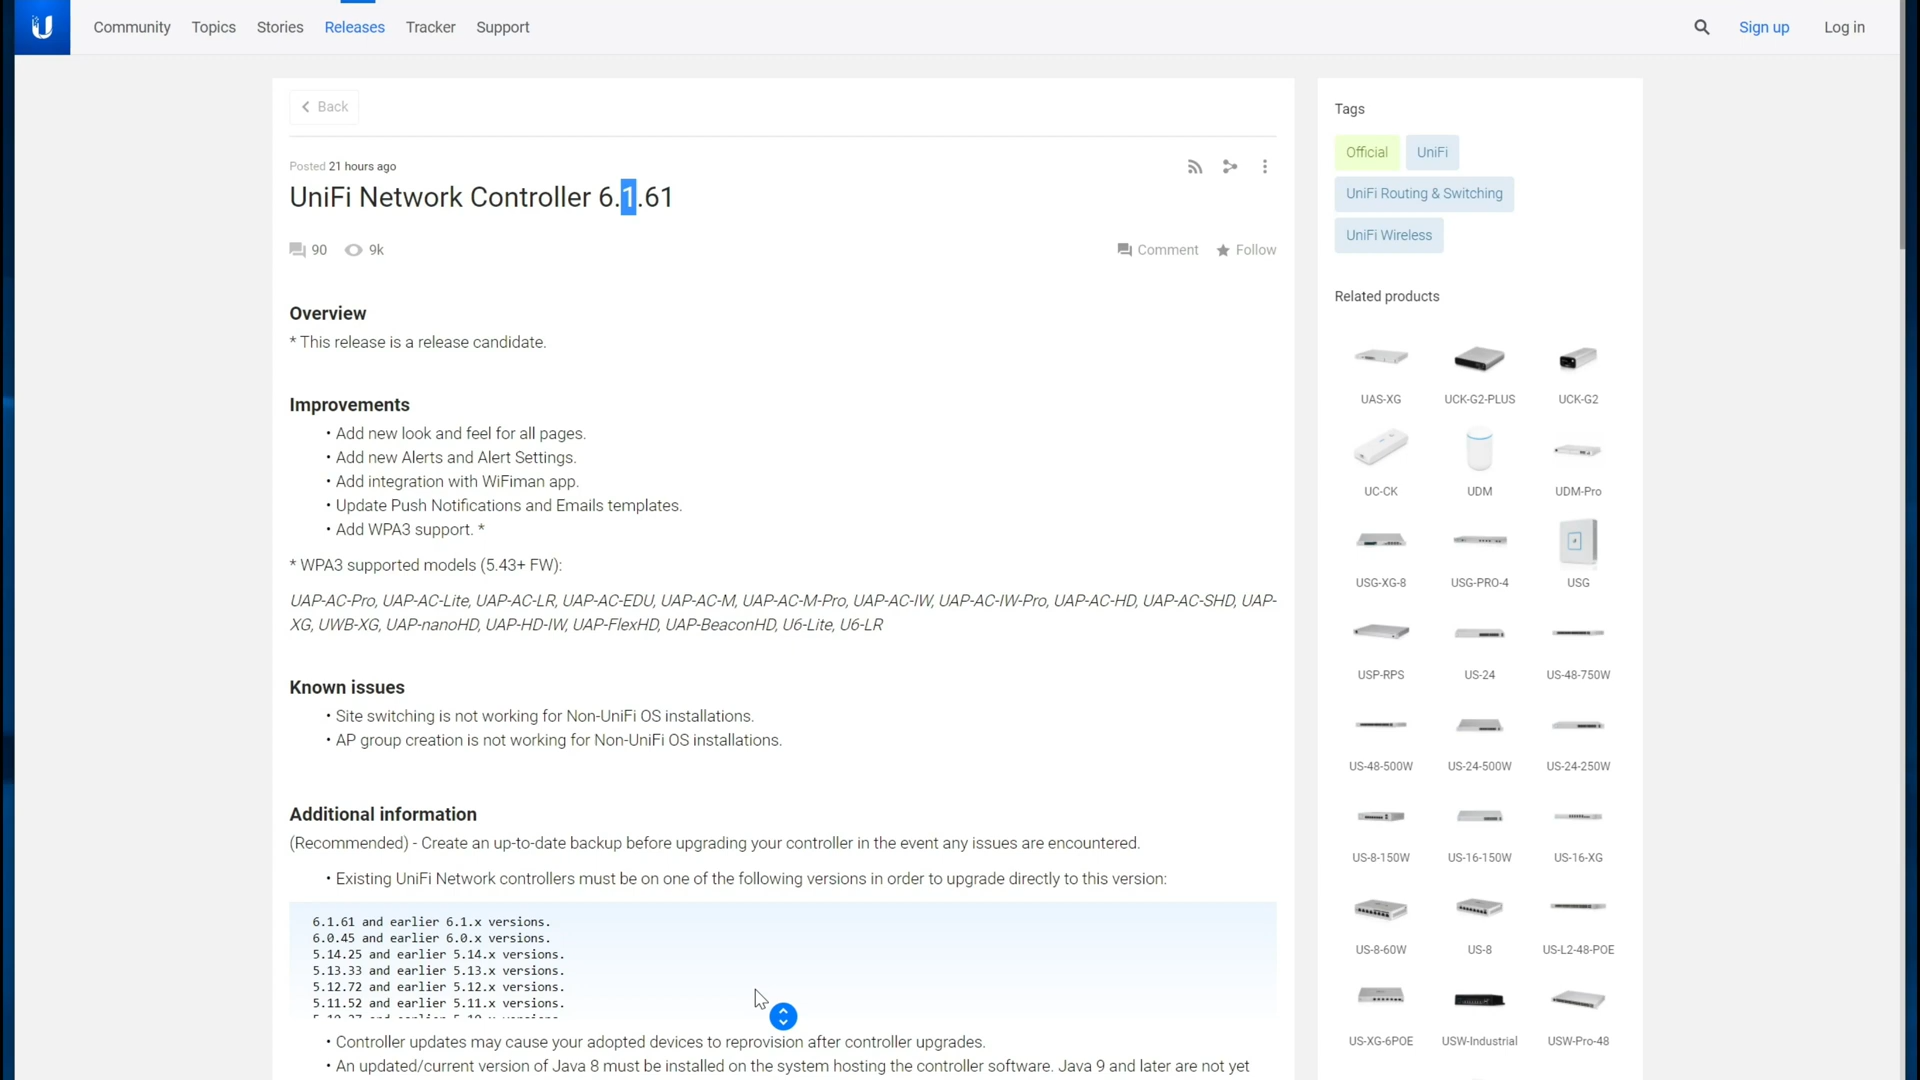 Community Topics Stories Releases Tracker Support Sign up Log in
Back
Posted 21 hours ago
UniFi Network Controller 6.1.61
90 9k Comment Follow
Overview
* This release is a release candidate.
Improvements
• Add new look and feel for all pages.
• Add new Alerts and Alert Settings.
• Add integration with WiFiman app.
• Update Push Notifications and Emails templates.
• Add WPA3 support. *
* WPA3 supported models (5.43+ FW):
UAP-AC-Pro, UAP-AC-Lite, UAP-AC-LR, UAP-AC-EDU, UAP-AC-M, UAP-AC-M-Pro, UAP-AC-IW, UAP-AC-IW-Pro, UAP-AC-HD, UAP-AC-SHD, UAP-
XG, UWB-XG, UAP-nanoHD, UAP-HD-IW, UAP-FlexHD, UAP-BeaconHD, U6-Lite, U6-LR
Known issues
• Site switching is not working for Non-UniFi OS installations.
• AP group creation is not working for Non-UniFi OS installations.
Additional information
(Recommended) - Create an up-to-date backup before upgrading your controller in the event any issues are encountered.
• Existing UniFi Network controllers must be on one of the following versions in order to upgrade directly to this version:
6.1.61 and earlier 6.1.x versions.
6.0.45 and earlier 6.0.x versions.
5.14.25 and earlier 5.14.x versions.
5.13.33 and earlier 5.13.x versions.
5.12.72 and earlier 5.12.x versions.
5.11.52 and earlier 5.11.x versions.
• Controller updates may cause your adopted devices to reprovision after controller upgrades.
• An updated/current version of Java 8 must be installed on the system hosting the controller software. Java 9 and later are not yet
Tags
Official UniFi
UniFi Routing & Switching
UniFi Wireless
Related products
UAS-XG UCK-G2-PLUS UCK-G2
UC-CK UDM UDM-Pro
USG-XG-8 USG-PRO-4 USG
USP-RPS US-24 US-48-750W
US-48-500W US-24-500W US-24-250W
US-8-150W US-16-150W US-16-XG
US-8-60W US-8 US-L2-48-POE
US-XG-6POE USW-Industrial USW-Pro-48